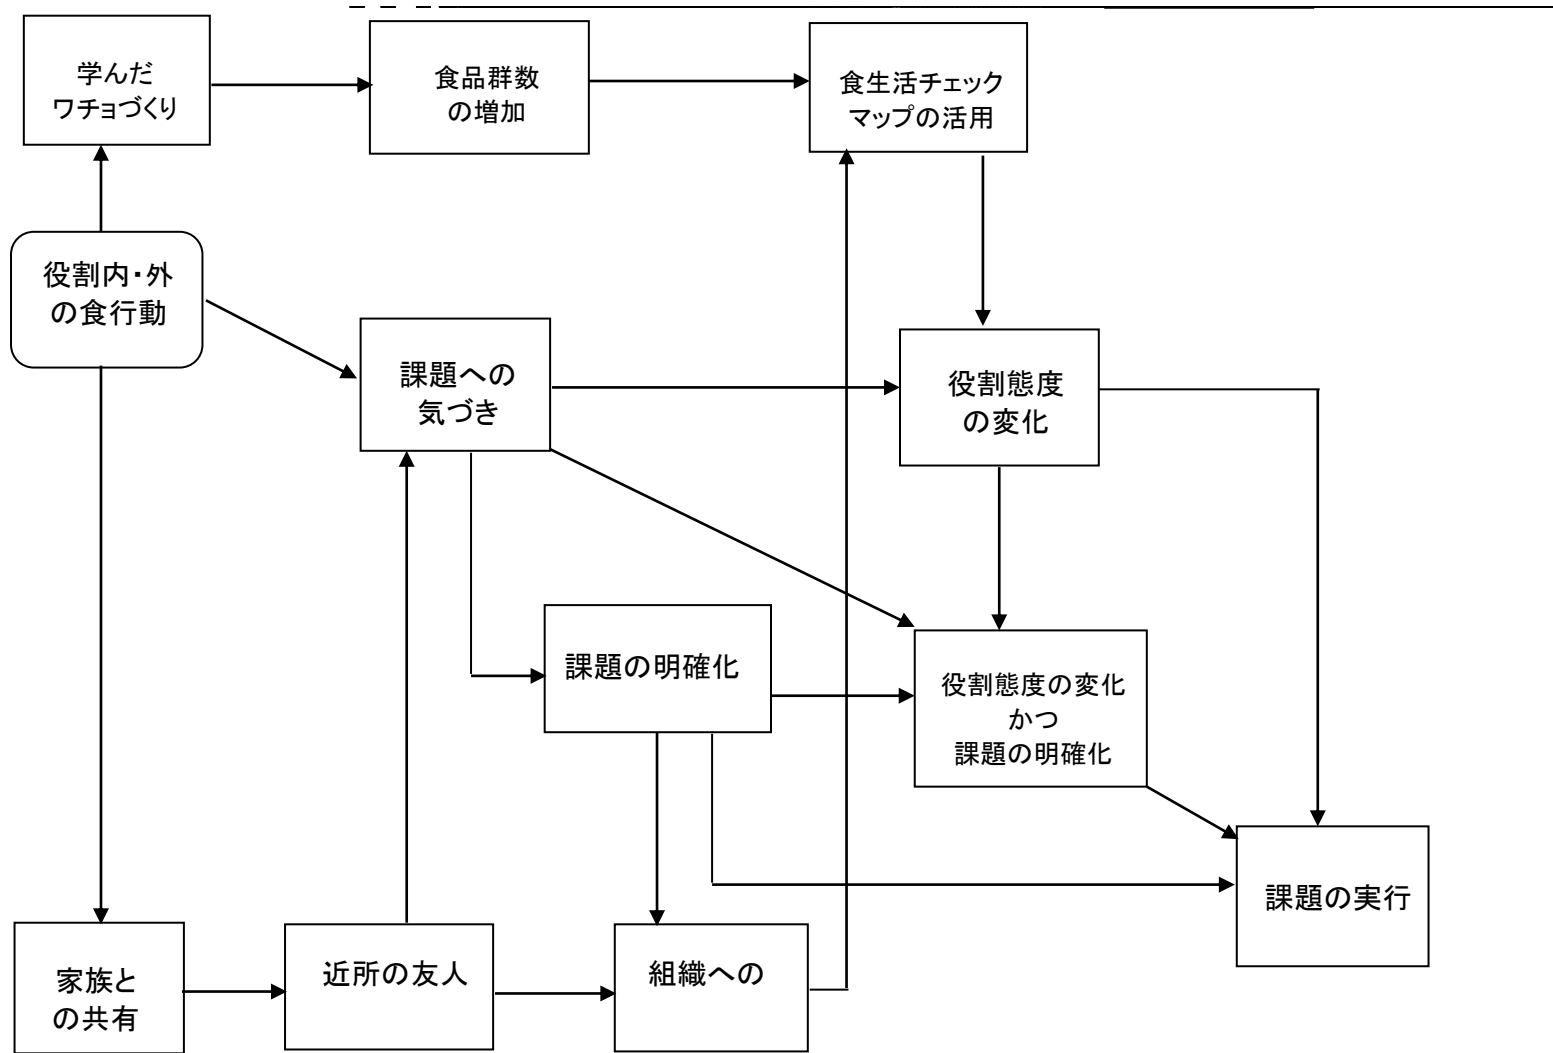 学んだ
ワチョづくり
食品群数
の増加
食生活チェック
マップの活用
役割内・外
の食行動
課題への
気づき
役割態度
の変化
課題の明確化
役割態度の変化
かつ
課題の明確化
課題の実行
家族と
の共有
近所の友人
組織への